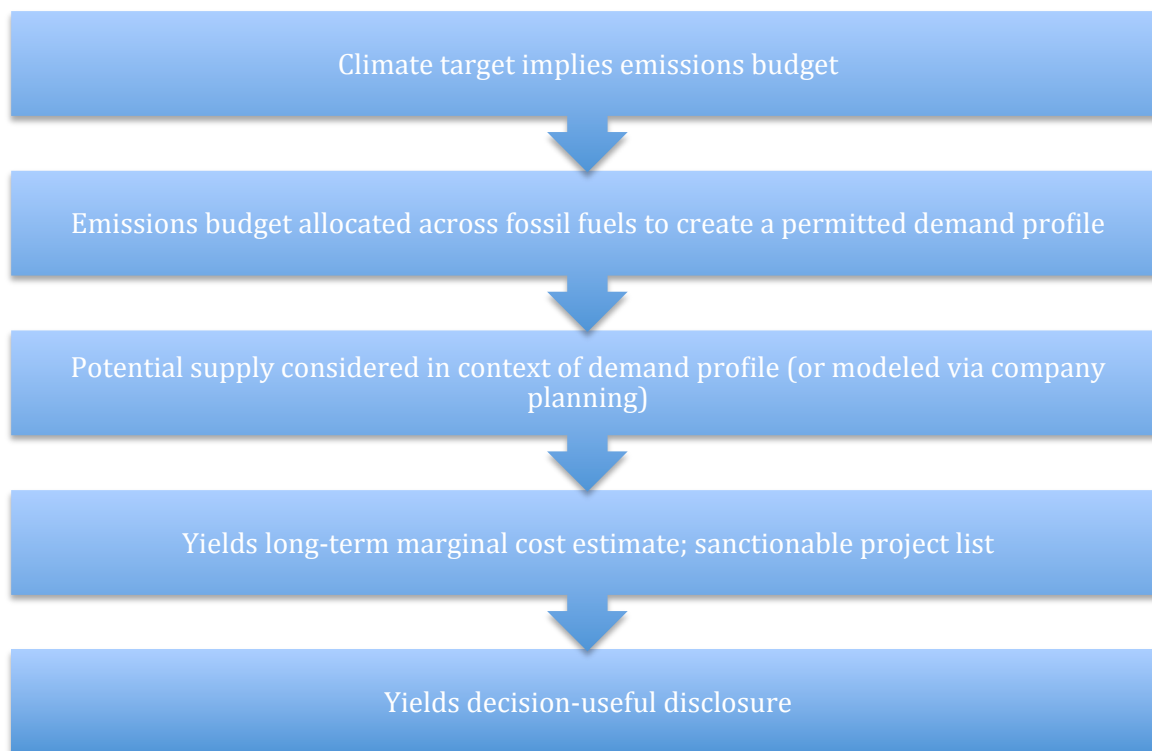 Climate target implies emissions budget
Emissions budget allocated across fossil fuels to create a permitted demand profile
Potential supply considered in context of demand profile (or modeled via company
planning)
Yields long-term marginal cost estimate; sanctionable project list
Yields decision-useful disclosure